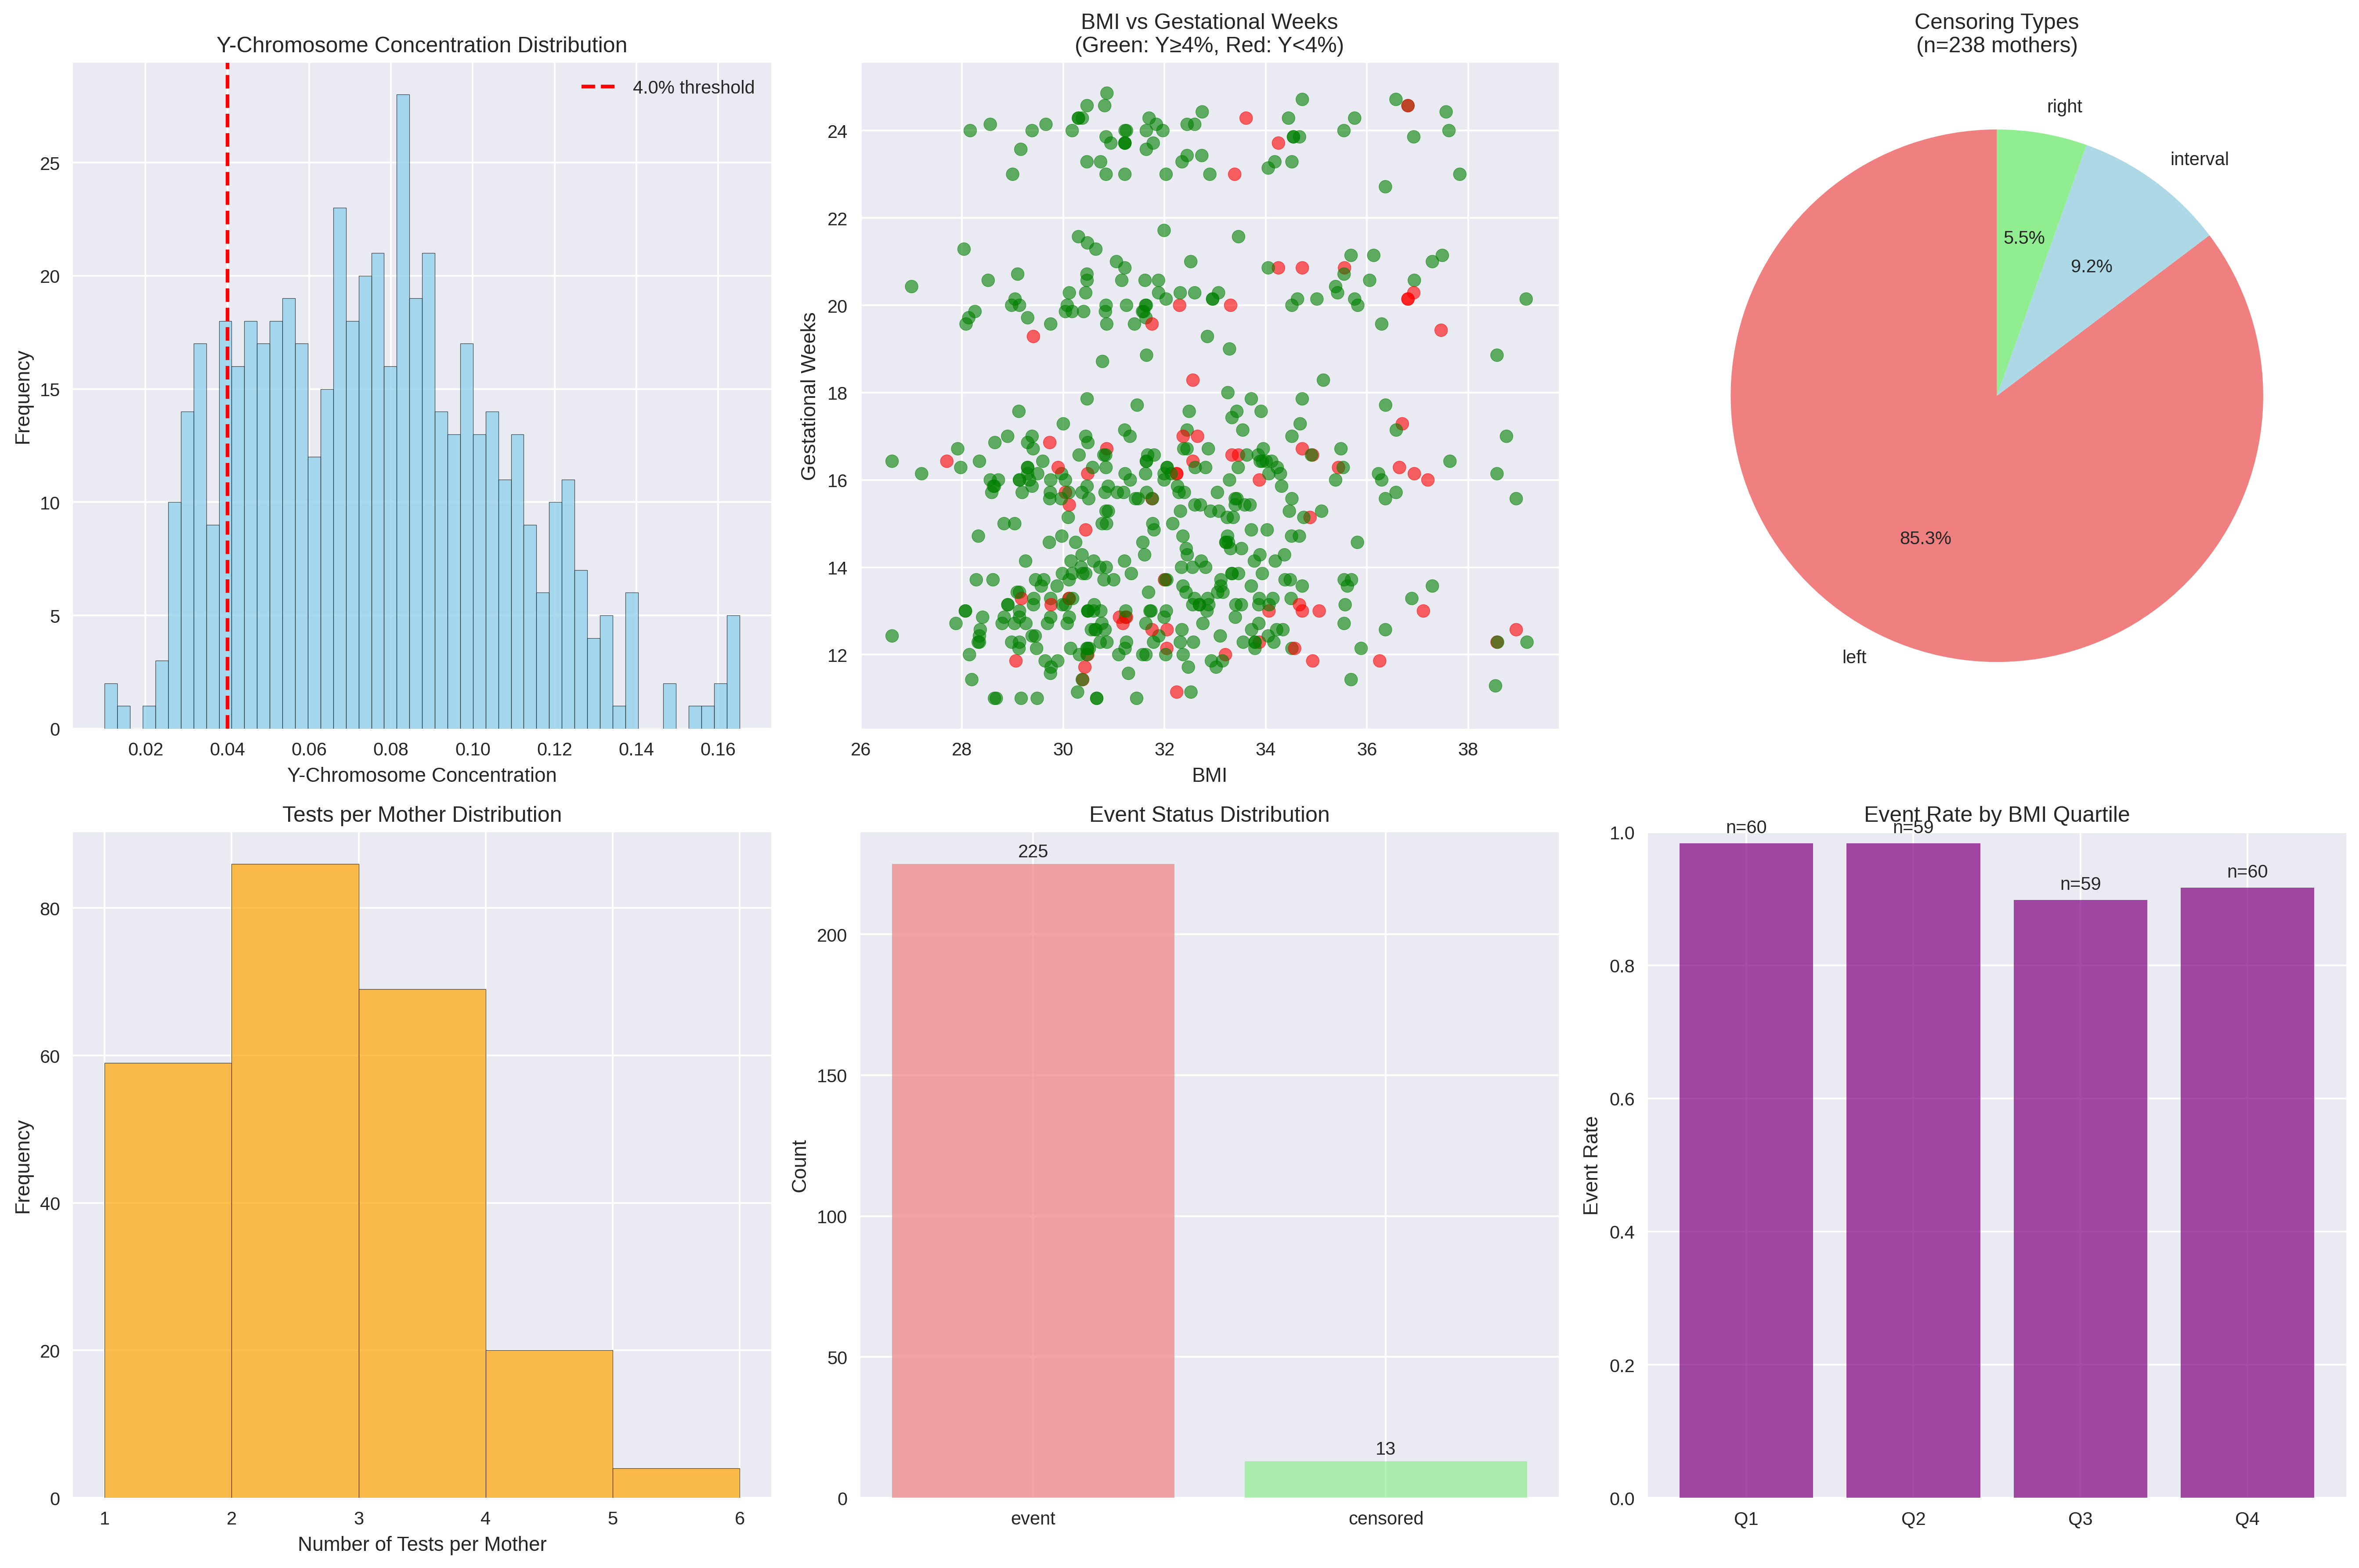 Y-Chromosome Concentration Distribution
4.0% threshold
Frequency
25
20
15
10
5
0
0.02 0.04 0.06 0.08 0.10 0.12 0.14 0.16
Y-Chromosome Concentration
BMI vs Gestational Weeks
(Green: Y≥4%, Red: Y<4%)
Gestational Weeks
24
22
20
18
16
14
12
26 28 30 32 34 36 38
BMI
Censoring Types
(n=238 mothers)
right
interval
5.5%
9.2%
85.3%
left
Tests per Mother Distribution
Frequency
80
60
40
20
0
1 2 3 4 5 6
Number of Tests per Mother
Event Status Distribution
Count
225
200
150
100
50
13
0
event censored
Event Rate by BMI Quartile
Event Rate
n=60 n=59
n=59 n=60
1.0
0.8
0.6
0.4
0.2
0.0
Q1 Q2 Q3 Q4